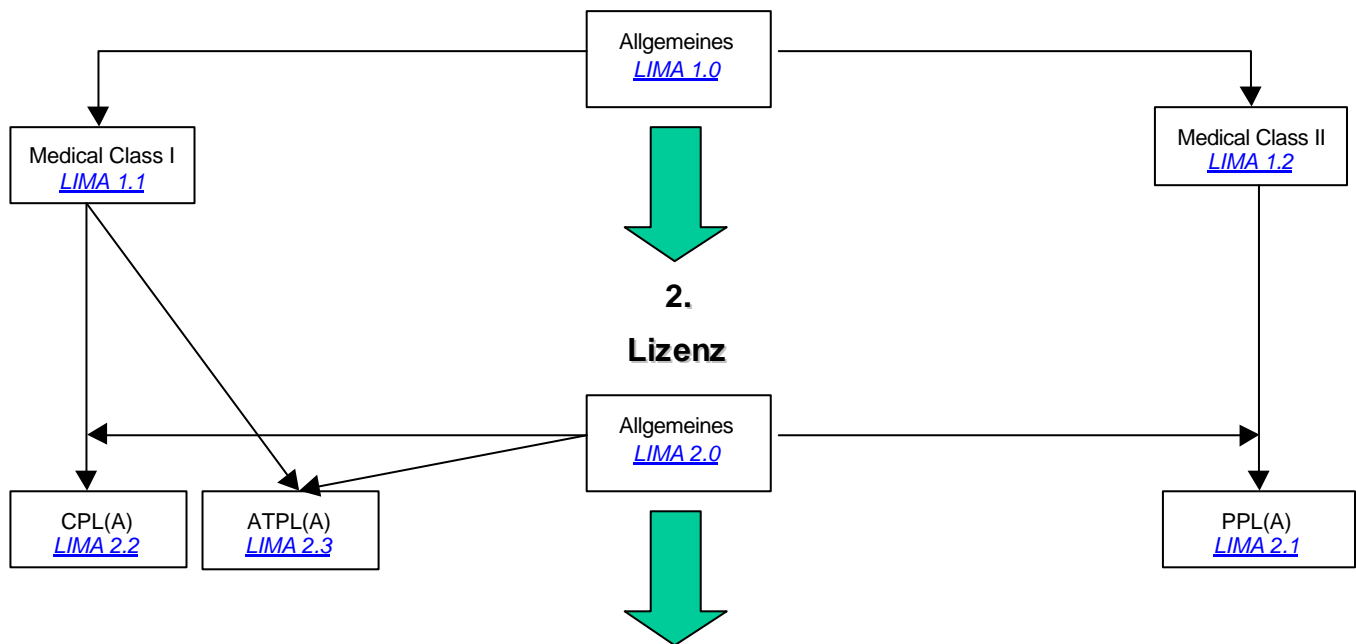 Allgemeines
LIMA 1.0
Medical Class I
LIMA 1.1
Medical Class II
LIMA 1.2
2.
Lizenz
Allgemeines
LIMA 2.0
CPL(A)
LIMA 2.2
ATPL(A)
LIMA 2.3
PPL(A)
LIMA 2.1